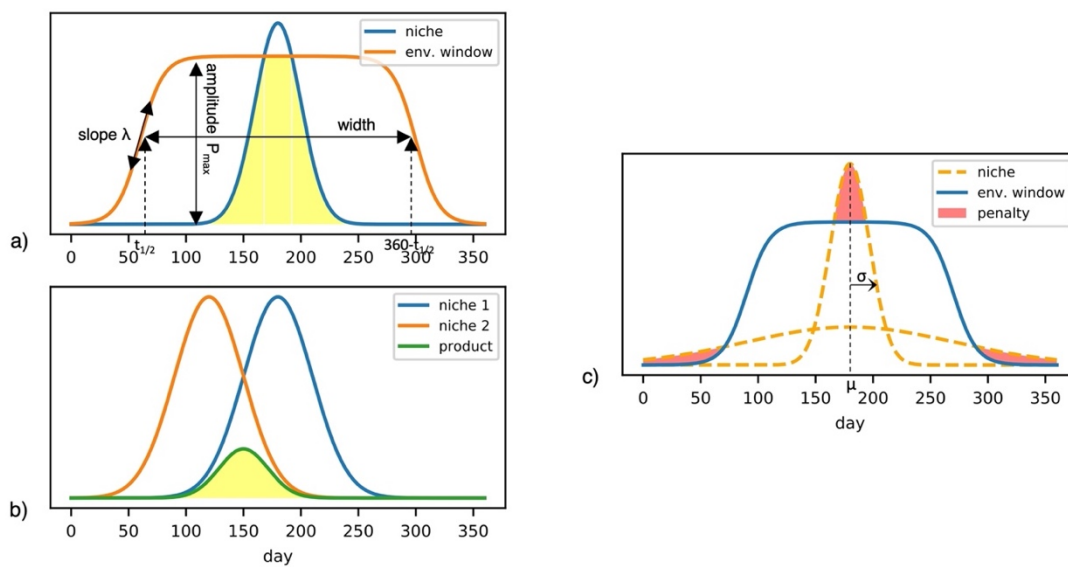 niche
env. window
amplitude P_max
slope λ
width
a)
0 50 100 150 200 250 300 350
t_1/2
360-t_1/2
niche 1
niche 2
product
b)
0 50 100 150 200 250 300 350
day
niche
env. window
penalty
σ
c)
0 50 100 150 200 250 300 350
μ
day